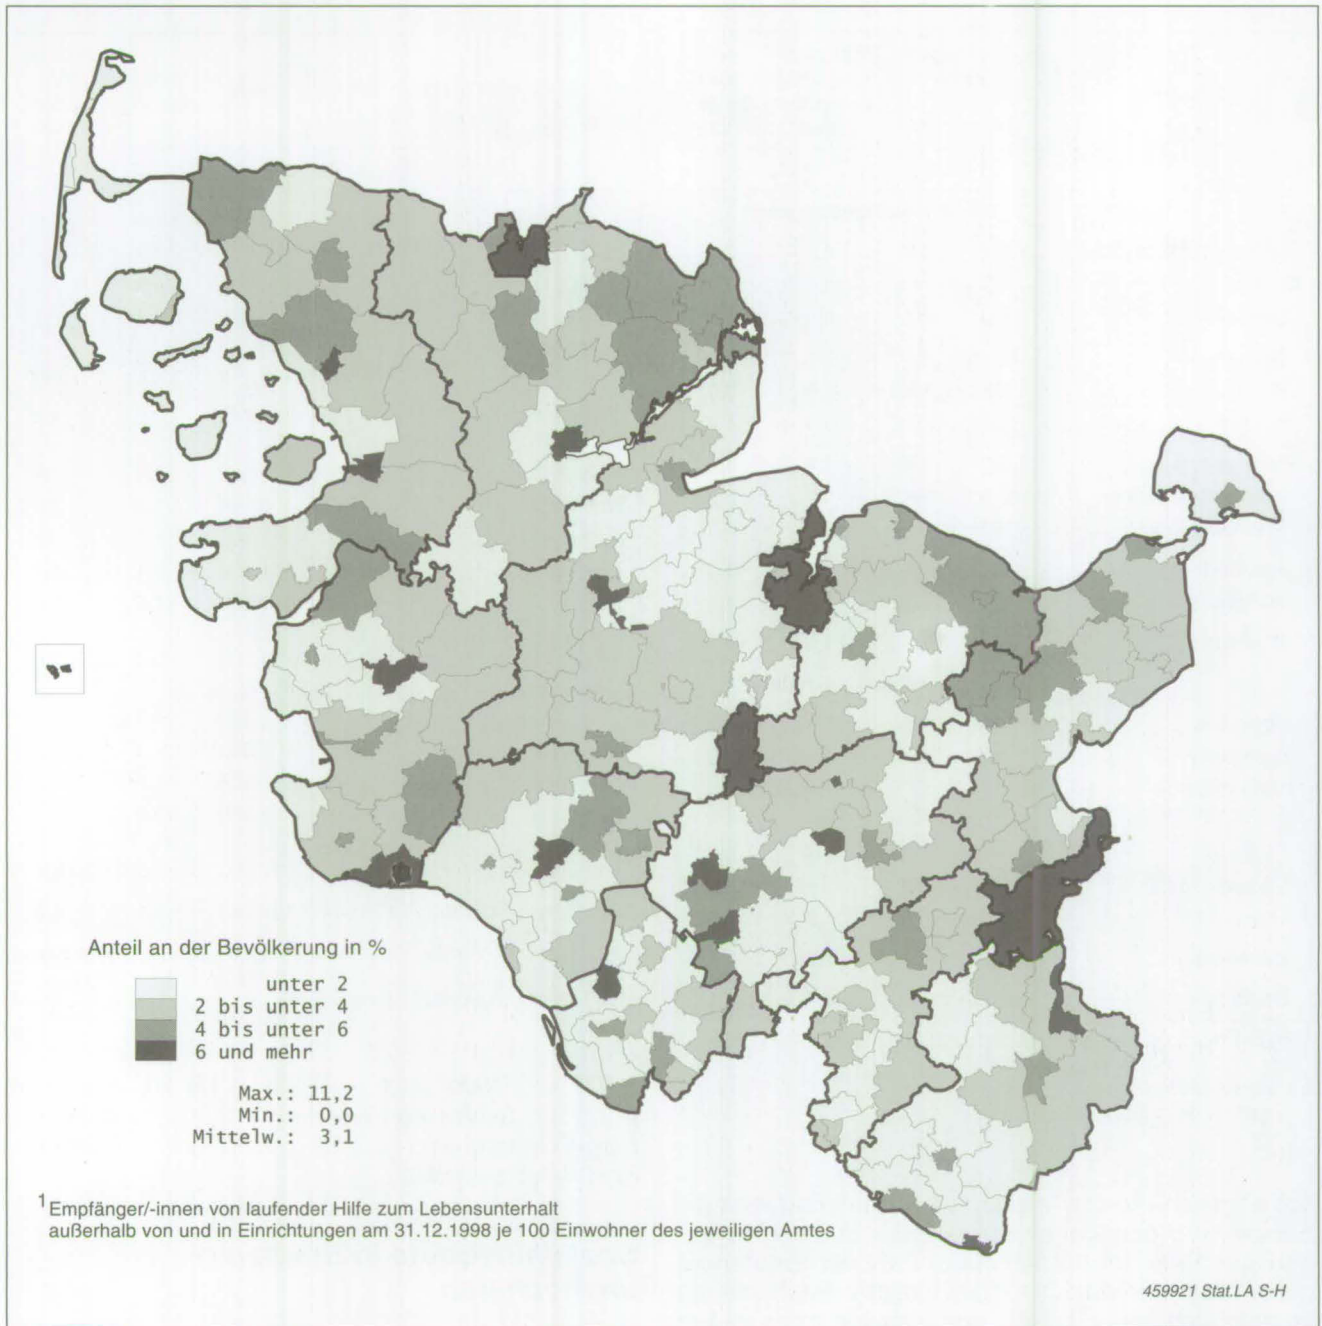 Anteil an der Bevölkerung in %
unter 2
2 bis unter 4
4 bis unter 6
6 und mehr
Max.: 11,2
Min.: 0,0
Mittelw.: 3,1
1 Empfänger/-innen von laufender Hilfe zum Lebensunterhalt
außerhalb von und in Einrichtungen am 31.12.1998 je 100 Einwohner des jeweiligen Amtes
459921 Stat.LA S-H